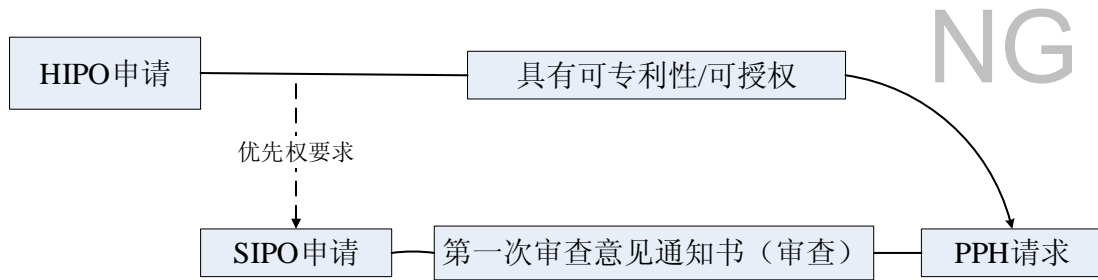 NG
HIPO申请
具有可专利性/可授权
优先权要求
SIPO申请
第一次审查意见通知书（审查）
PPH请求